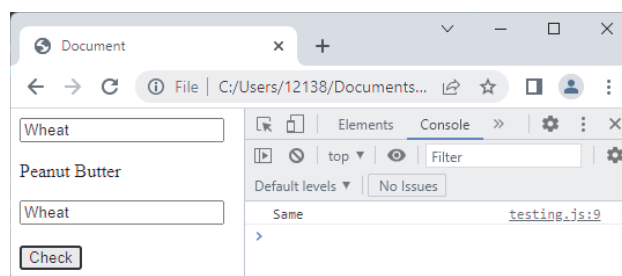 Document
File | C:/Users/12138/Documents...
Wheat
Peanut Butter
Wheat
Check
Elements Console »
top ▼ Filter
Default levels ▼ No Issues
Same testing.js:9
>